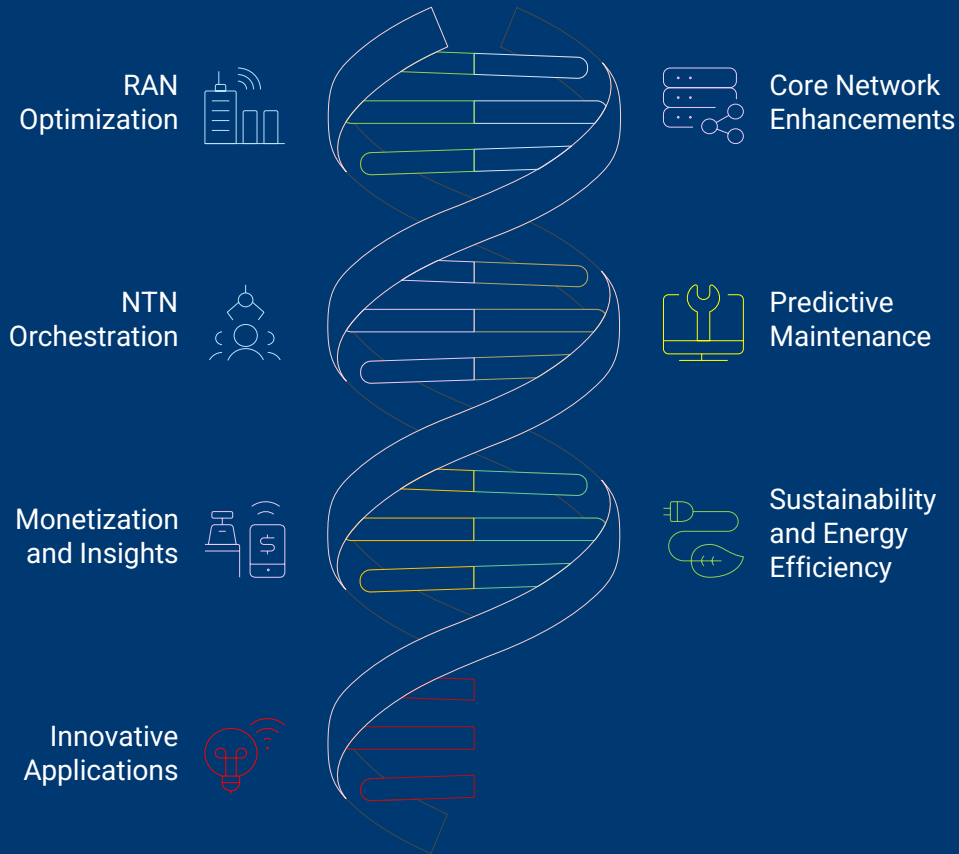 RAN
Optimization
Core Network
Enhancements
NTN
Orchestration
Predictive
Maintenance
Monetization
and Insights
Sustainability
and Energy
Efficiency
Innovative
Applications